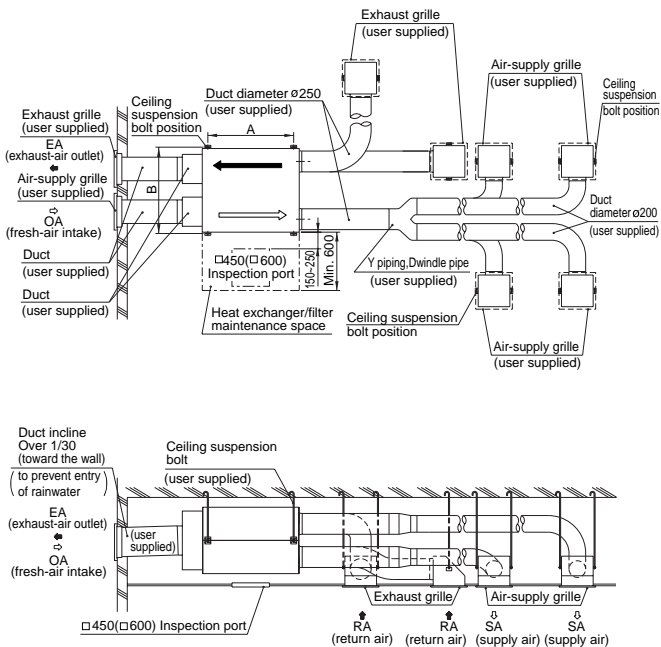 Exhaust grille
(user supplied)
Air-supply grille
(user supplied)
Ceiling
suspension
bolt position
Ceiling suspension
bolt position
Duct diameter ø250
(user supplied)
Exhaust grille
(user supplied)
EA
(exhaust-air outlet)
Air-supply grille
(user supplied)
OA
(fresh-air intake)
Duct
(user supplied)
Duct
(user supplied)
A
B
□450(□600)
Inspection port
150~250
Min. 600
Heat exchanger/filter
maintenance space
Y piping,Dwindle pipe
(user supplied)
Duct
diameter ø200
(user supplied)
Ceiling suspension
bolt position
Air-supply grille
(user supplied)
Duct incline
Over 1/30
(toward the wall)
(to prevent entry
of rainwater)
EA
(exhaust-air outlet)
OA
(fresh-air intake)
(user
supplied)
Ceiling suspension
bolt
(user supplied)
□450(□600) Inspection port
Exhaust grille
Air-supply grille
RA
(return air)
RA
(return air)
SA
(supply air)
SA
(supply air)